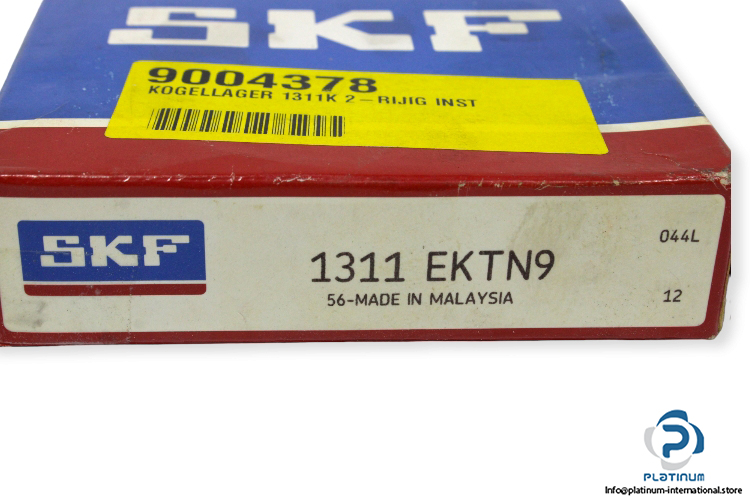 SKF
9004378
KOGELLAGER 1311K 2-RIJIG INST
SKF
1311 EKTN9
56-MADE IN MALAYSIA
044L
12
PLATINUM
Info@platinum-international.store